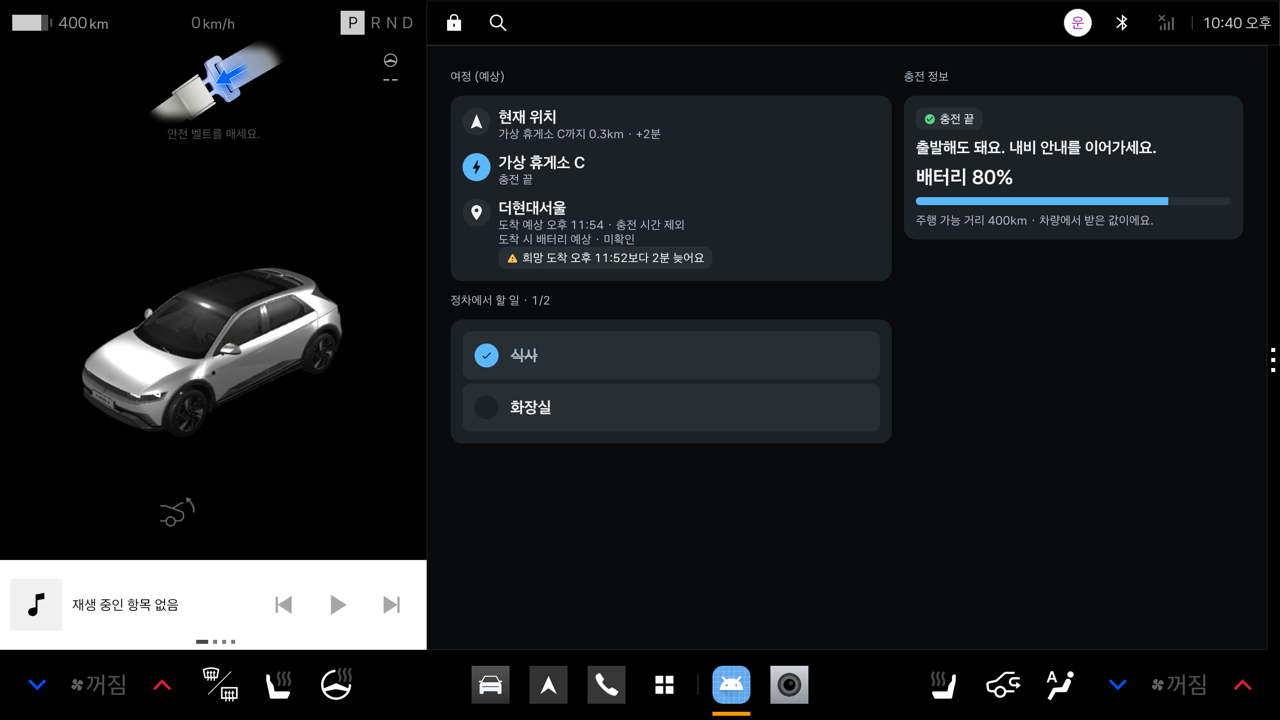 400 km
0 km/h
P R N D
운
10:40 오후
--
안전 벨트를 매세요.
여정 (예상)
현재 위치
가상 휴게소 C까지 0.3km · +2분
가상 휴게소 C
충전 끝
더현대서울
도착 예상 오후 11:54 · 충전 시간 제외
도착 시 배터리 예상 · 미확인
희망 도착 오후 11:52보다 2분 늦어요
정차에서 할 일 · 1/2
식사
화장실
충전 정보
충전 끝
출발해도 돼요. 내비 안내를 이어가세요.
배터리 80%
주행 가능 거리 400km · 차량에서 받은 값이에요.
재생 중인 항목 없음
꺼짐
A
꺼짐